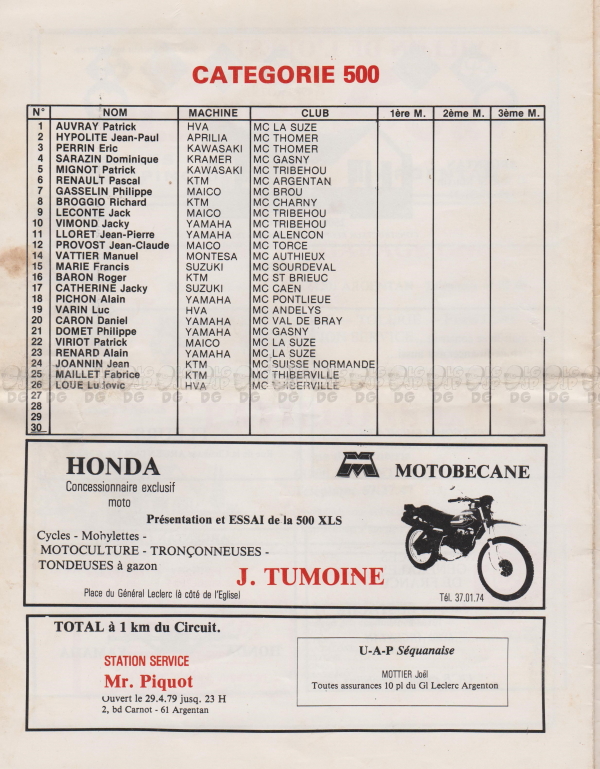 CATEGORIE 500
N° NOM MACHINE CLUB 1ère M. 2ème M. 3ème M.
1 AUVRAY Patrick HVA MC LA SUZE
2 HYPOLITE Jean-Paul APRILIA MC THOMER
3 PERRIN Eric KAWASAKI MC THOMER
4 SARAZIN Dominique KRAMER MC GASNY
5 MIGNOT Patrick KAWASAKI MC TRIBEHOU
6 RENAULT Pascal KTM MC ARGENTAN
7 GASSELIN Philippe MAICO MC BROU
8 BROGGIO Richard KTM MC CHARNY
9 LECONTE Jack MAICO MC TRIBEHOU
10 VIMOND Jacky YAMAHA MC TRIBEHOU
11 LLORET Jean-Pierre YAMAHA MC ALENCON
12 PROVOST Jean-Claude MAICO MC TORCE
14 VATTIER Manuel MONTESA MC AUTHIEUX
15 MARIE Francis SUZUKI MC SOURDEVAL
16 BARON Roger KTM MC ST BRIEUC
17 CATHERINE Jacky SUZUKI MC CAEN
18 PICHON Alain YAMAHA MC PONTLIEUE
19 VARIN Luc HVA MC ANDELYS
20 CARON Daniel YAMAHA MC VAL DE BRAY
21 DOMET Philippe YAMAHA MC GASNY
22 VIRIOT Patrick MAICO MC LA SUZE
23 RENARD Alain YAMAHA MC LA SUZE
24 JOANNIN Jean KTM MC SUISSE NORMANDE
25 MAILLET Fabrice KTM MC THIBERVILLE
26 LOUE Ludovic HVA MC THIBERVILLE
27
28
29
30
HONDA
Concessionnaire exclusif
moto
MOTOBECANE
Présentation et ESSAI de la 500 XLS
Cycles - Mobylettes -
MOTOCULTURE - TRONÇONNEUSES -
TONDEUSES à gazon
J. TUMOINE
Place du Général Leclerc (à côté de l'Eglise)
Tél. 37.01.74
TOTAL à 1 km du Circuit.
STATION SERVICE
Mr. Piquot
Ouvert le 29.4.79 jusq. 23 H
2, bd Carnot - 61 Argentan
U-A-P Séquanaise
MOTTIER Joël
Toutes assurances 10 pl du Gl Leclerc Argenton